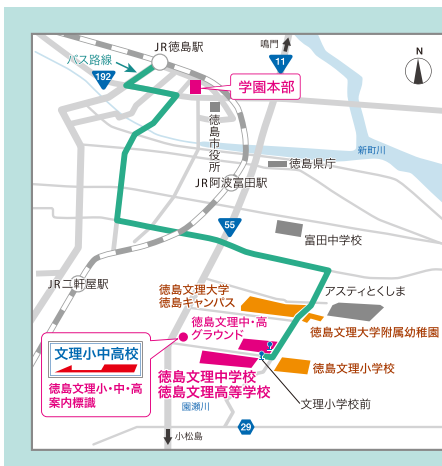 JR徳島駅
バス路線
192
鳴門
11
N
学園本部
徳島市役所
新町川
徳島県庁
JR阿波富田駅
55
富田中学校
JR二軒屋駅
アスティとくしま
徳島文理大学
徳島キャンパス
徳島文理中・高
グラウンド
徳島文理大学附属幼稚園
文理小中高校
徳島文理小・中・高
案内標識
徳島文理中学校
徳島文理高等学校
徳島文理小学校
園瀬川
文理小学校前
小松島
29